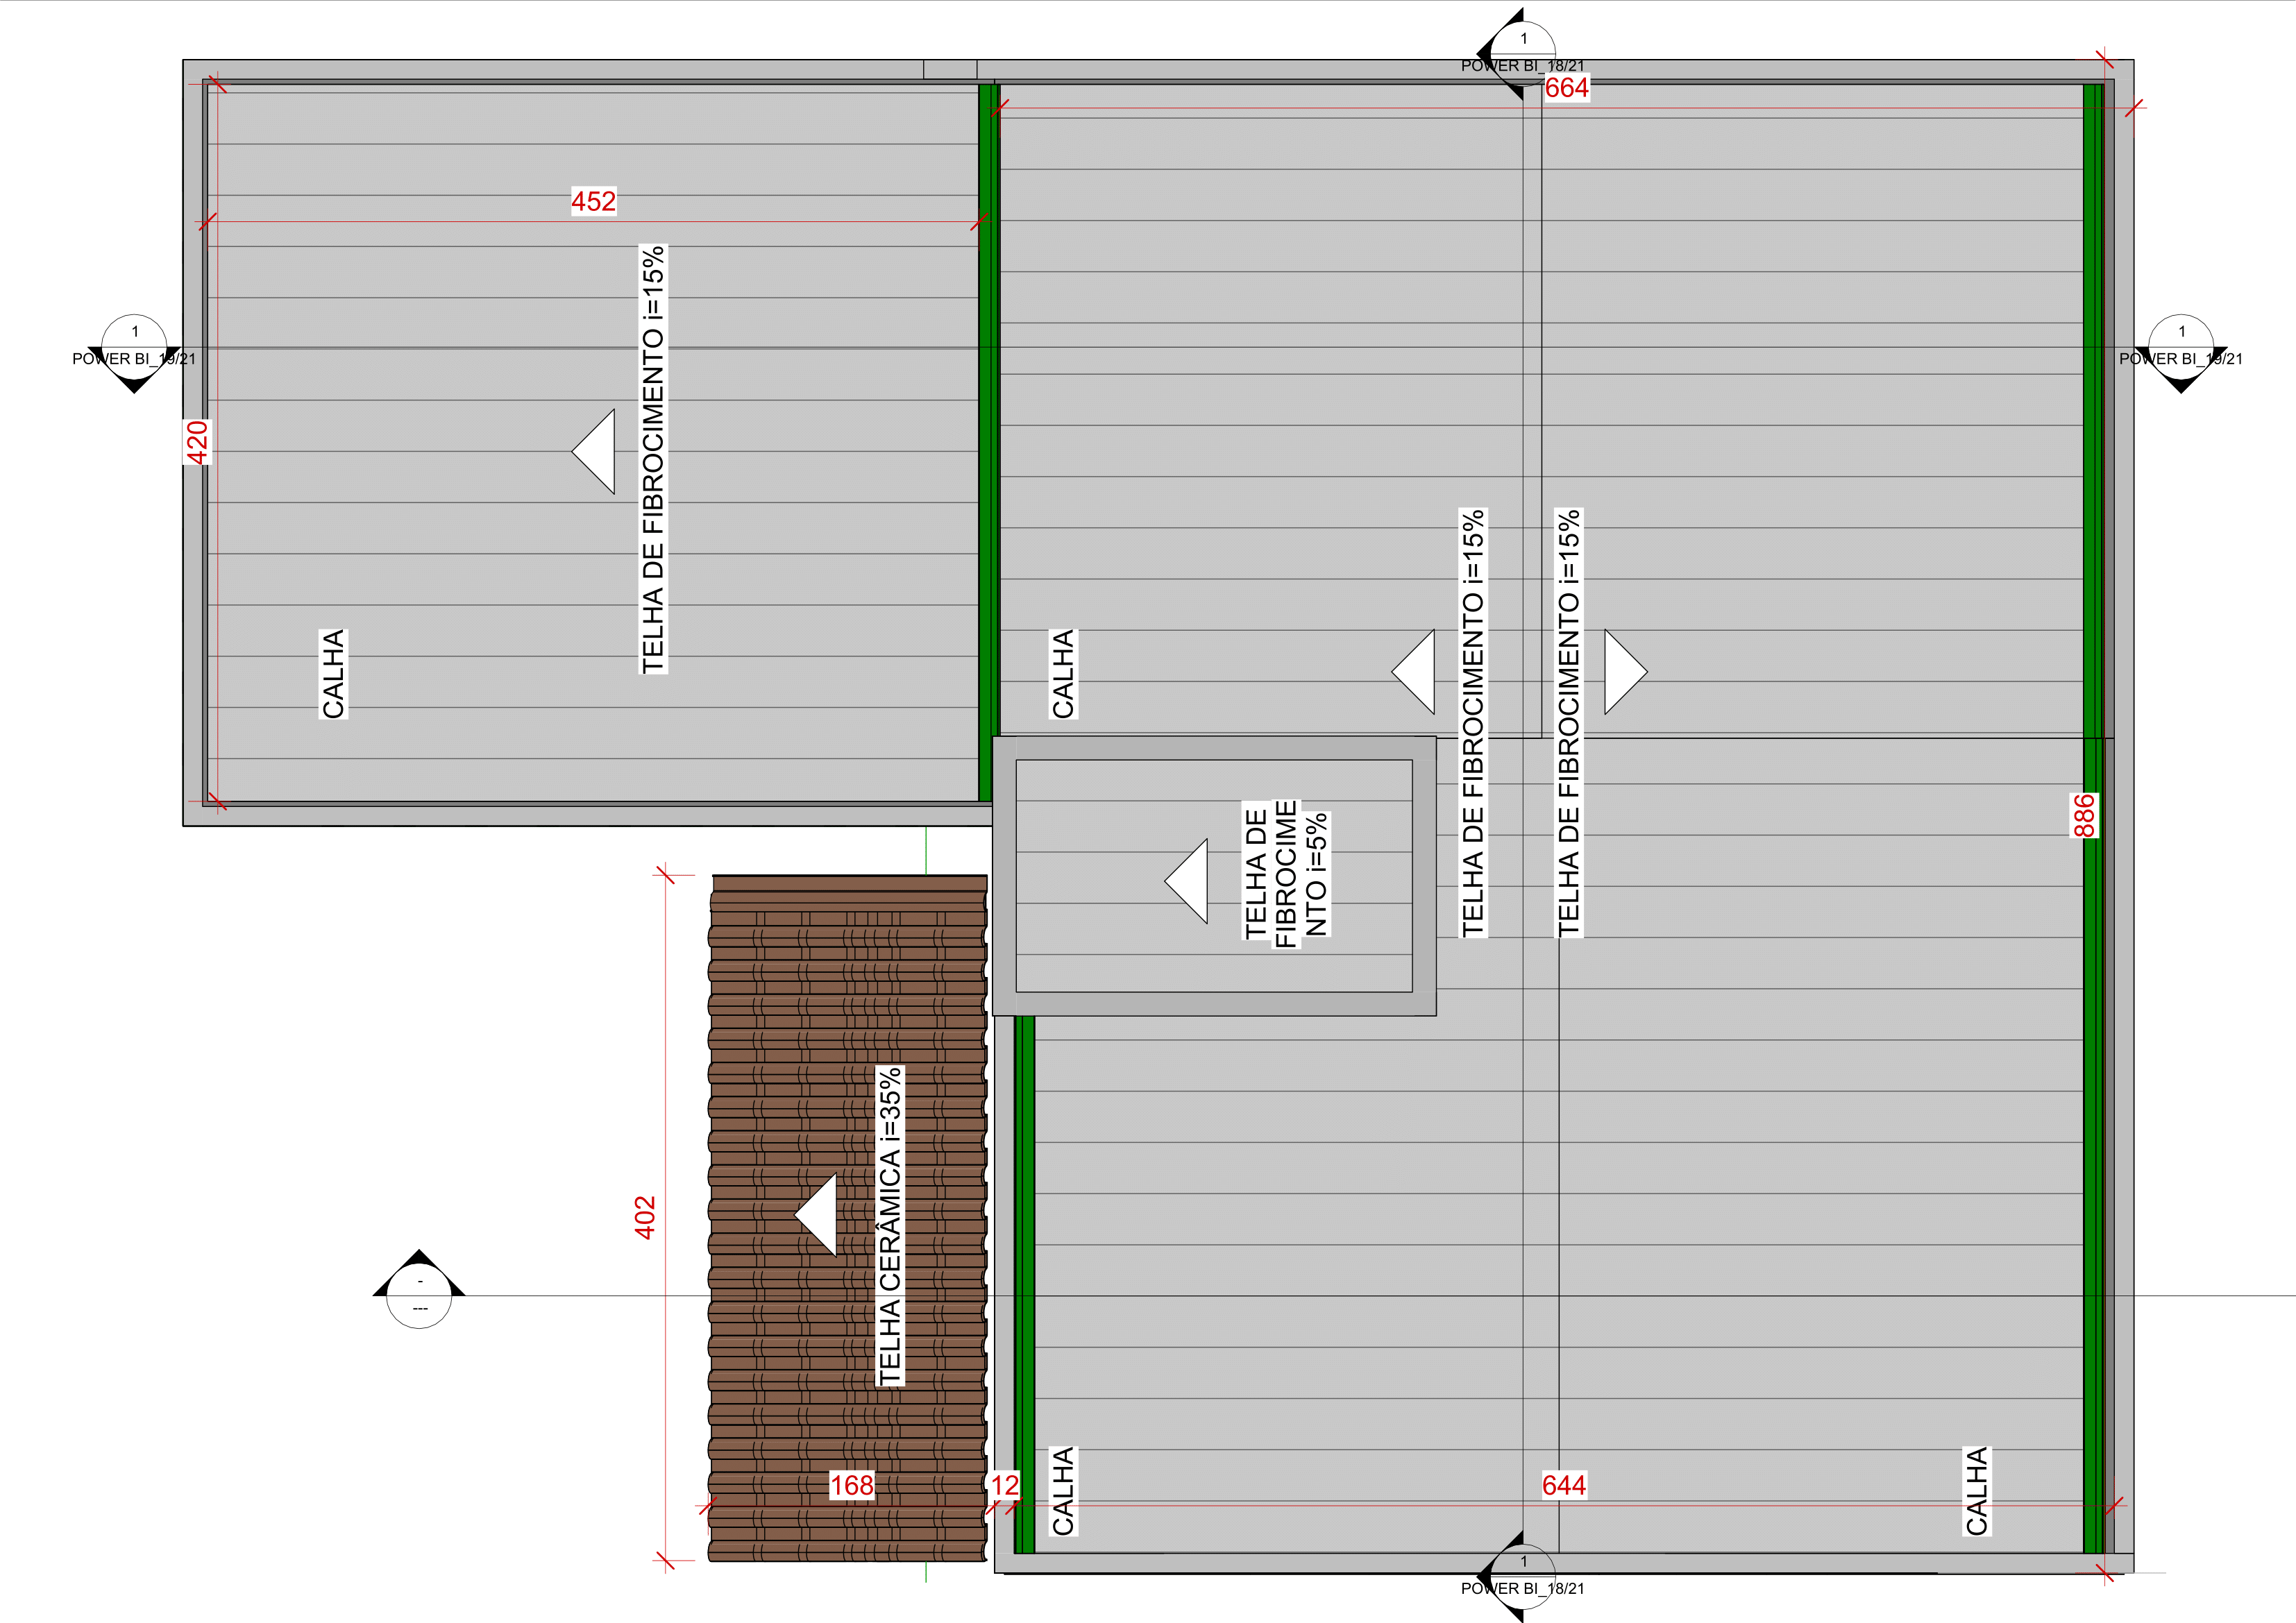 1
POWER BI_18/21
664
452
TELHA DE FIBROCIMENTO i=15%
1
POWER BI_19/21
1
POWER BI_19/21
420
CALHA
CALHA
TELHA DE FIBROCIMENTO i=15%
TELHA DE FIBROCIMENTO i=15%
886
TELHA DE
FIBROCIME
NTO i=5%
402
TELHA CERÂMICA i=35%
-
---
168
12
CALHA
644
CALHA
1
POWER BI_18/21